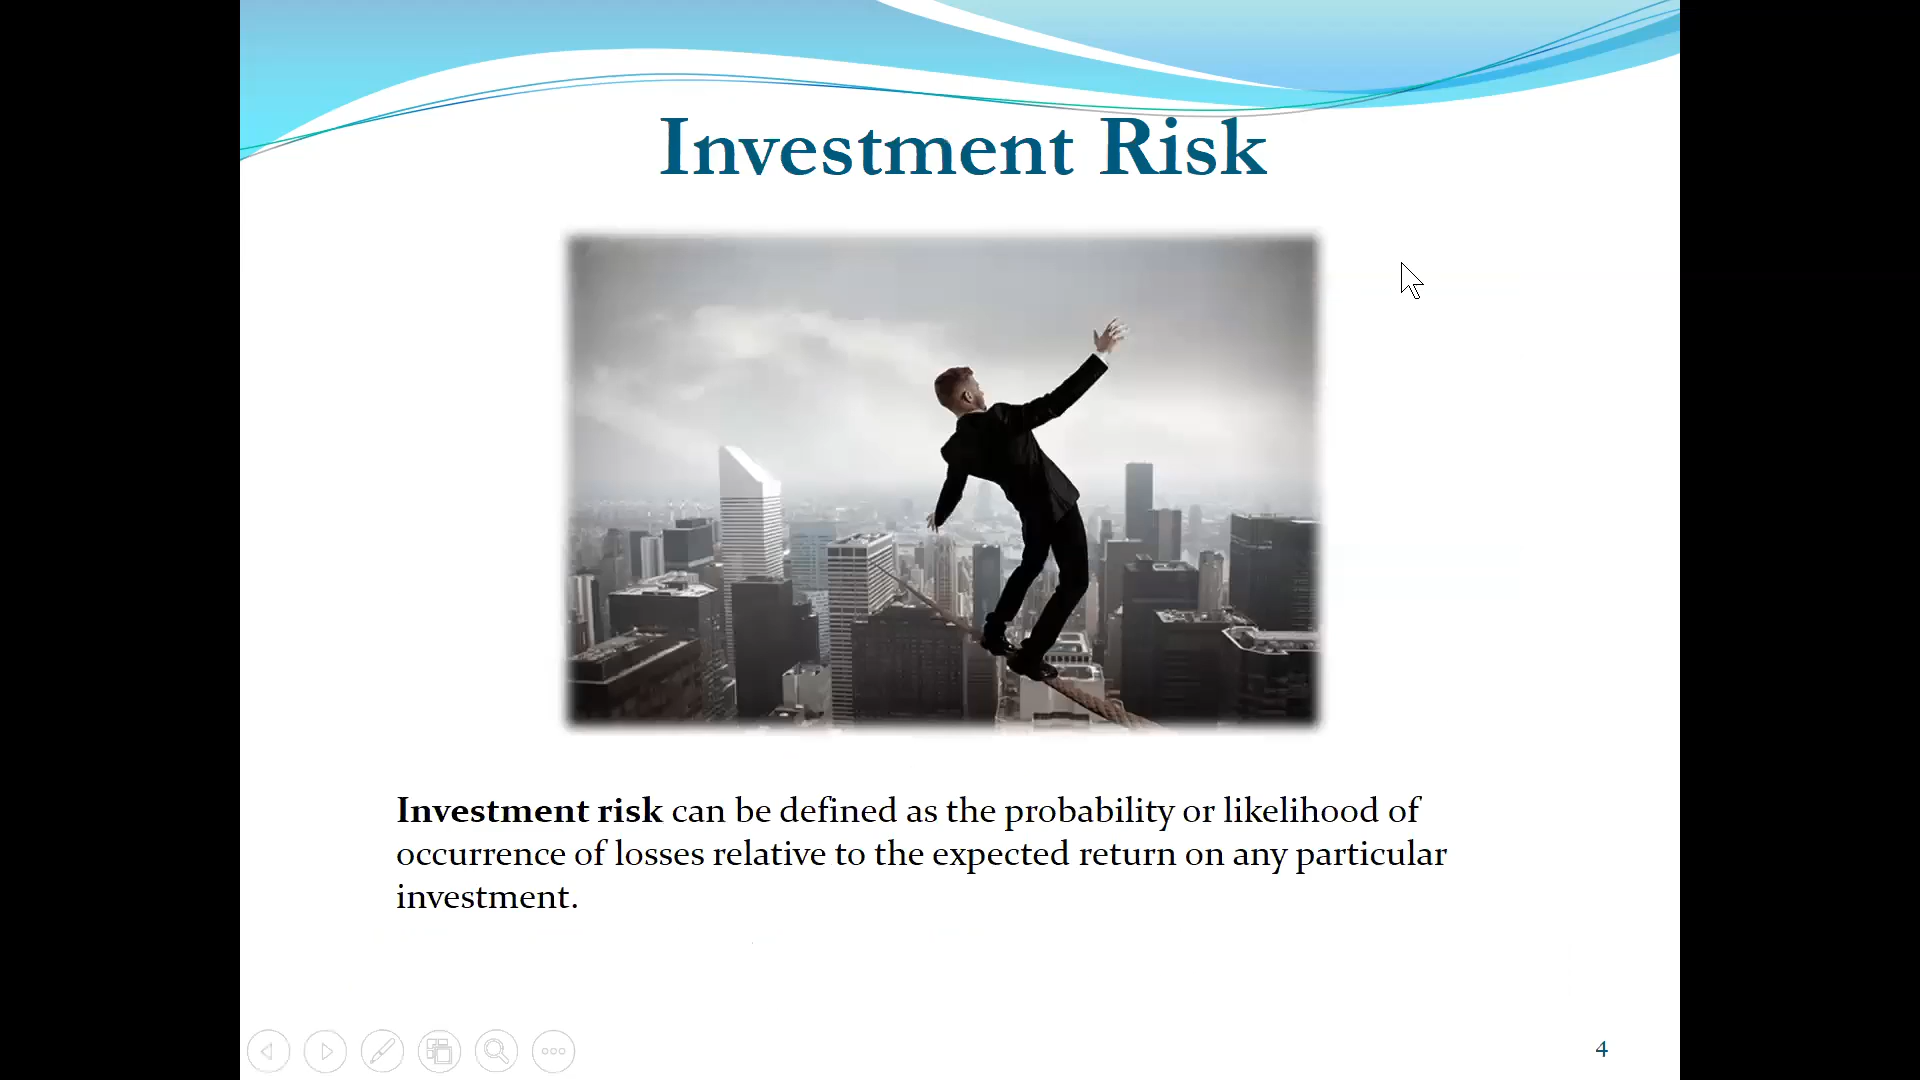 Investment Risk
Investment risk can be defined as the probability or likelihood of
occurrence of losses relative to the expected return on any particular
investment.
4